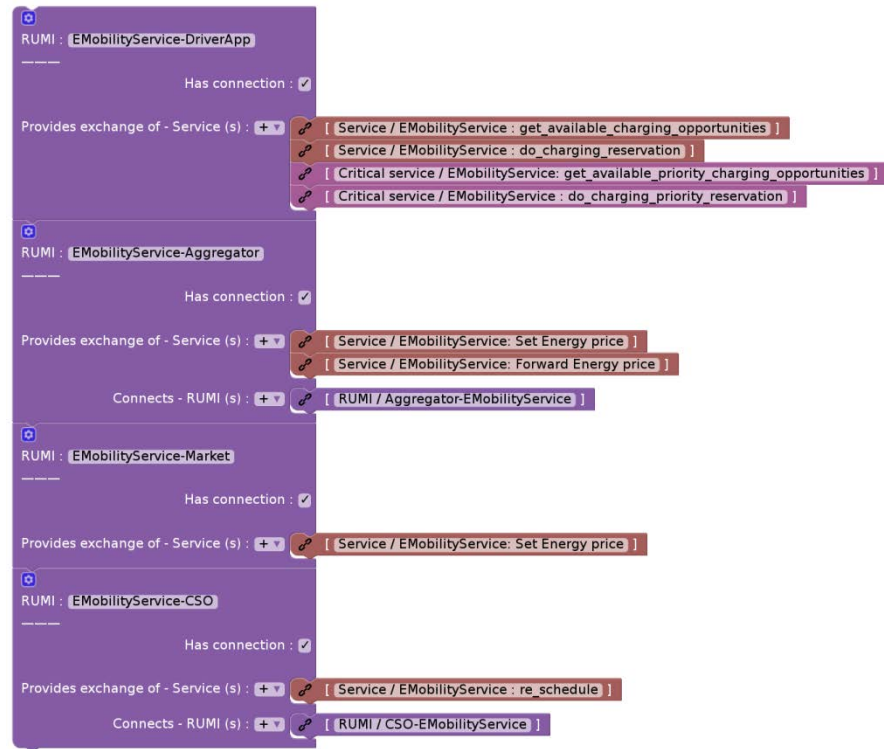 RUMI : EMobilityService-DriverApp
———
Has connection :
Provides exchange of - Service (s) : + [ Service / EMobilityService : get_available_charging_opportunities ]
[ Service / EMobilityService : do_charging_reservation ]
[ Critical service / EMobilityService: get_available_priority_charging_opportunities ]
[ Critical service / EMobilityService : do_charging_priority_reservation ]
RUMI : EMobilityService-Aggregator
———
Has connection :
Provides exchange of - Service (s) : + [ Service / EMobilityService: Set Energy price ]
[ Service / EMobilityService: Forward Energy price ]
Connects - RUMI (s) : + [ RUMI / Aggregator-EMobilityService ]
RUMI : EMobilityService-Market
———
Has connection :
Provides exchange of - Service (s) : + [ Service / EMobilityService: Set Energy price ]
RUMI : EMobilityService-CSO
———
Has connection :
Provides exchange of - Service (s) : + [ Service / EMobilityService : re_schedule ]
Connects - RUMI (s) : + [ RUMI / CSO-EMobilityService ]